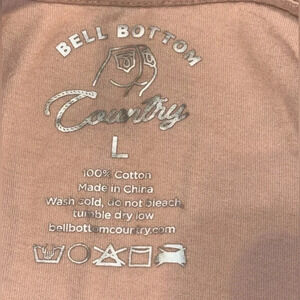 BELL BOTTOM
Country
L
100% Cotton
Made in China
Wash cold, do not bleach,
tumble dry low
bellbottomcountry.com